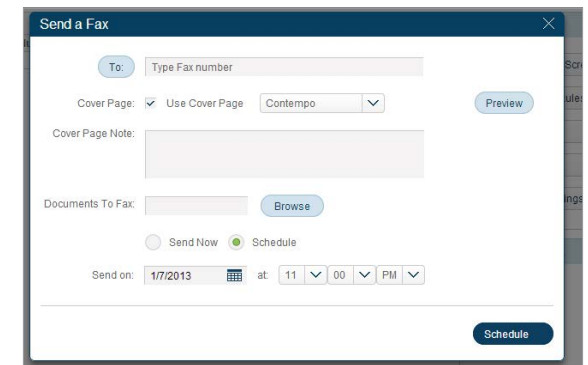 Send a Fax
To: Type Fax number
Cover Page: Use Cover Page Contempo Preview
Cover Page Note:
Documents To Fax: Browse
Send Now Schedule
Send on: 1/7/2013 at: 11 00 PM
Schedule